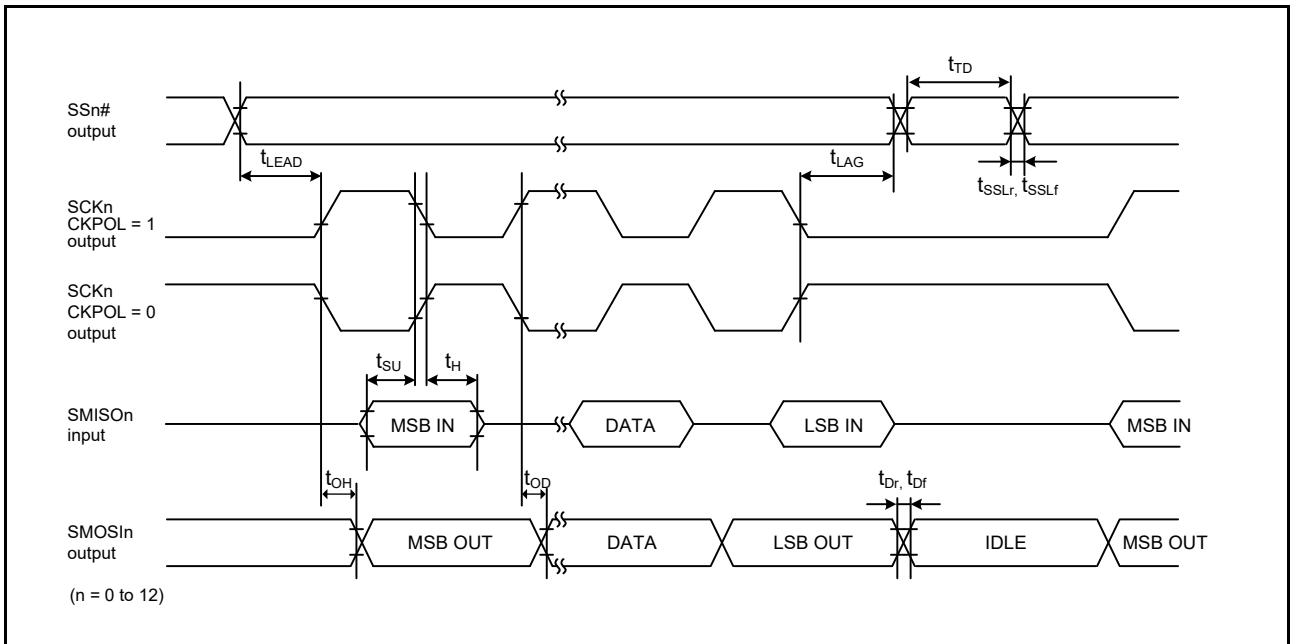 tTD
SSn#
output
tLEAD
tLAG
tSSLr, tSSLf
SCKn
CKPOL = 1
output
SCKn
CKPOL = 0
output
tSU
tH
SMISOn
input
MSB IN
DATA
LSB IN
MSB IN
tOH
tOD
tDr, tDf
SMOSIn
output
MSB OUT
DATA
LSB OUT
IDLE
MSB OUT
(n = 0 to 12)